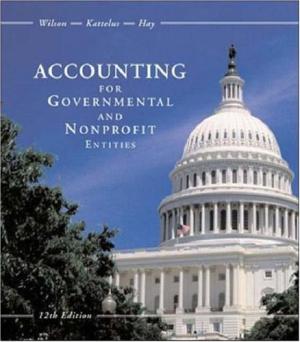 Wilson • Kattelus • Hay
ACCOUNTING
FOR
GOVERNMENTAL
AND
NONPROFIT
ENTITIES
12th Edition